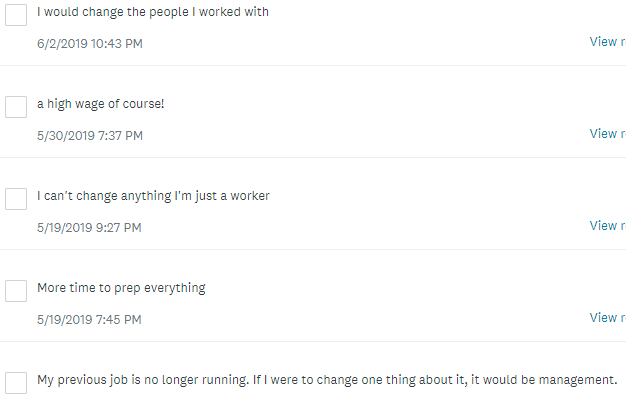 I would change the people I worked with
6/2/2019 10:43 PM
View r
a high wage of course!
5/30/2019 7:37 PM
View r
I can't change anything I'm just a worker
5/19/2019 9:27 PM
View r
More time to prep everything
5/19/2019 7:45 PM
View r
My previous job is no longer running. If I were to change one thing about it, it would be management.